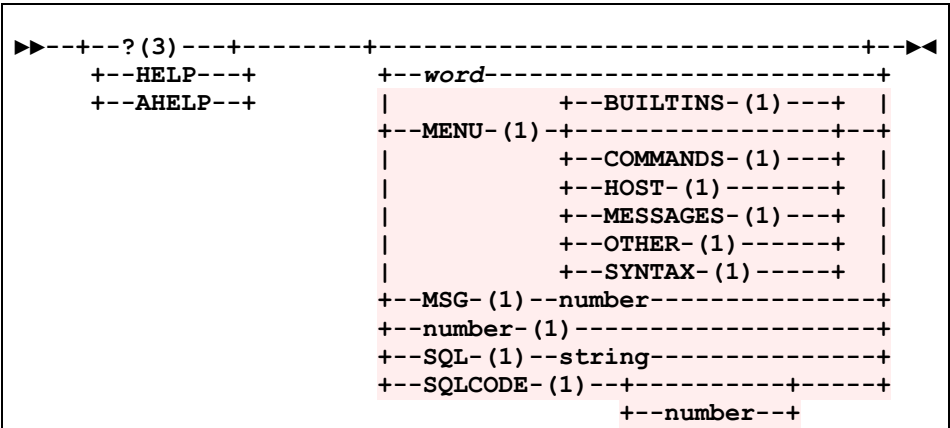 ►►--+--?(3)---+--------+--------------------------------+--►◄
     +--HELP---+        +--word--------------------------+
     +--AHELP--+        |           +--BUILTINS-(1)---+  |
                        +--MENU-(1)-+-----------------+--+
                        |           +--COMMANDS-(1)---+  |
                        |           +--HOST-(1)-------+  |
                        |           +--MESSAGES-(1)---+  |
                        |           +--OTHER-(1)------+  |
                        |           +--SYNTAX-(1)-----+  |
                        +--MSG-(1)--number---------------+
                        +--number-(1)--------------------+
                        +--SQL-(1)--string---------------+
                        +--SQLCODE-(1)--+----------+-----+
                                        +--number--+